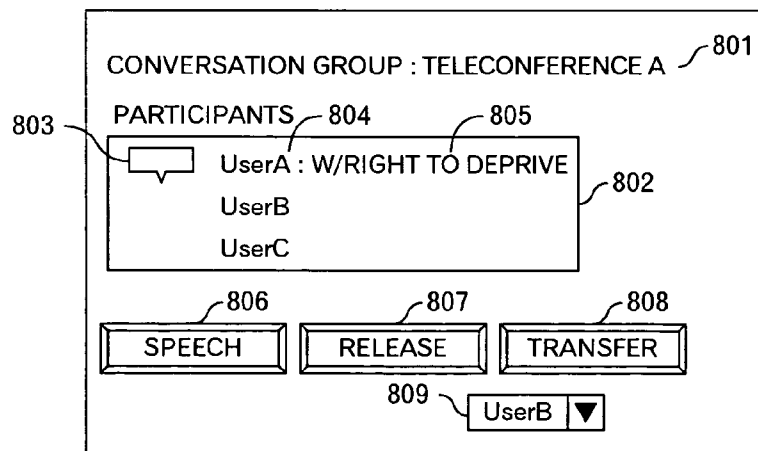 CONVERSATION GROUP : TELECONFERENCE A 801
PARTICIPANTS
803 804 805
UserA : W/RIGHT TO DEPRIVE 802
UserB
UserC
806 807 808
SPEECH RELEASE TRANSFER
809 UserB